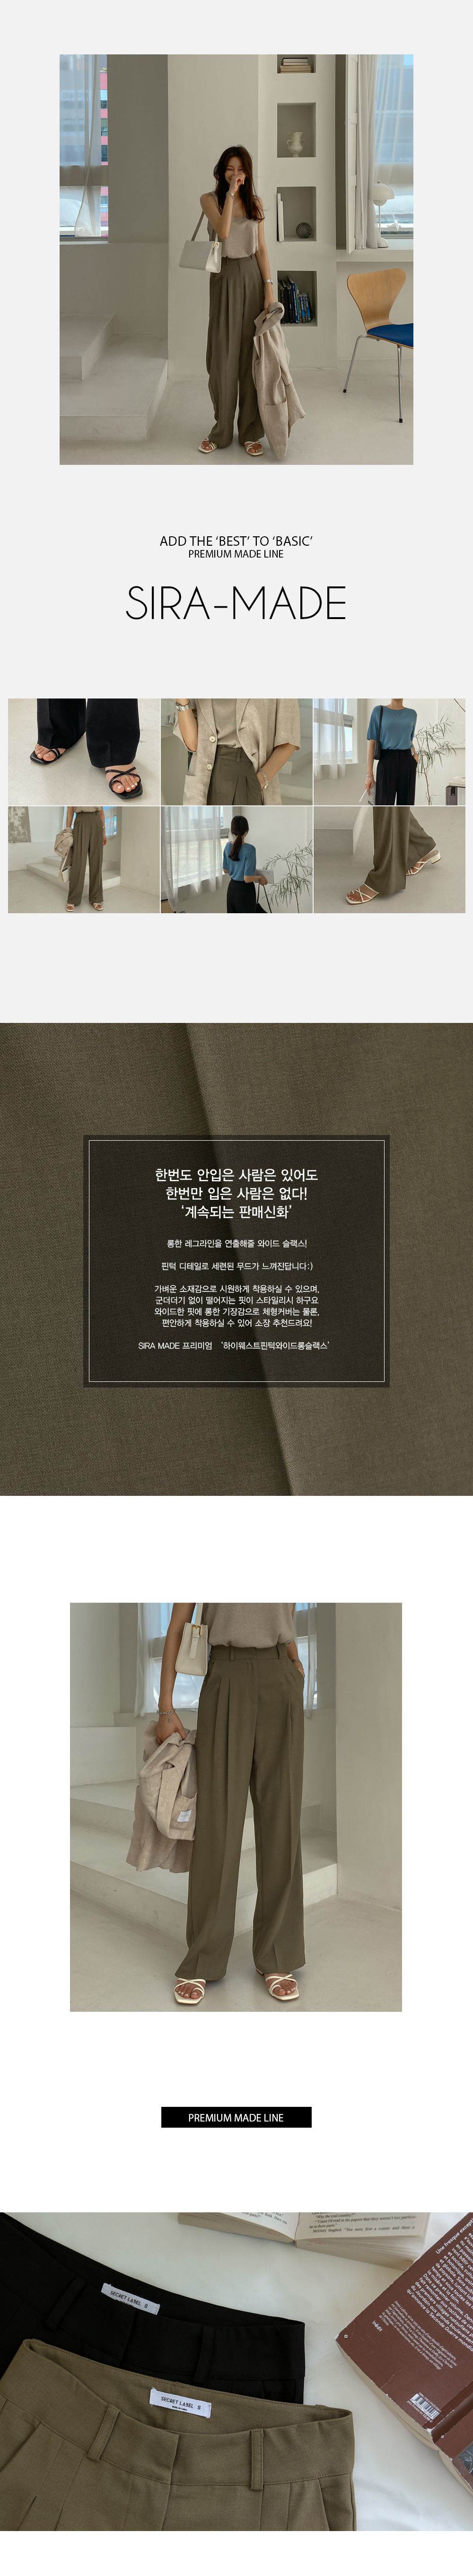 ADD THE ‘BEST’ TO ‘BASIC’
PREMIUM MADE LINE
SIRA-MADE
한번도 안입은 사람은 있어도
한번만 입은 사람은 없다!
‘계속되는 판매신화’
롱한 레그라인을 연출해줄 와이드 슬랙스!
핀턱 디테일로 세련된 무드가 느껴진답니다:)
가벼운 소재감으로 시원하게 착용하실 수 있으며,
군더더기 없이 떨어지는 핏이 스타일리시 하구요
와이드한 핏에 롱한 기장감으로 체형커버는 물론,
편안하게 착용하실 수 있어 소장 추천드려요!
SIRA MADE 프리미엄 ‘하이웨스트핀턱와이드롱슬랙스’
PREMIUM MADE LINE
SECRET LABEL S
SECRET LABEL S